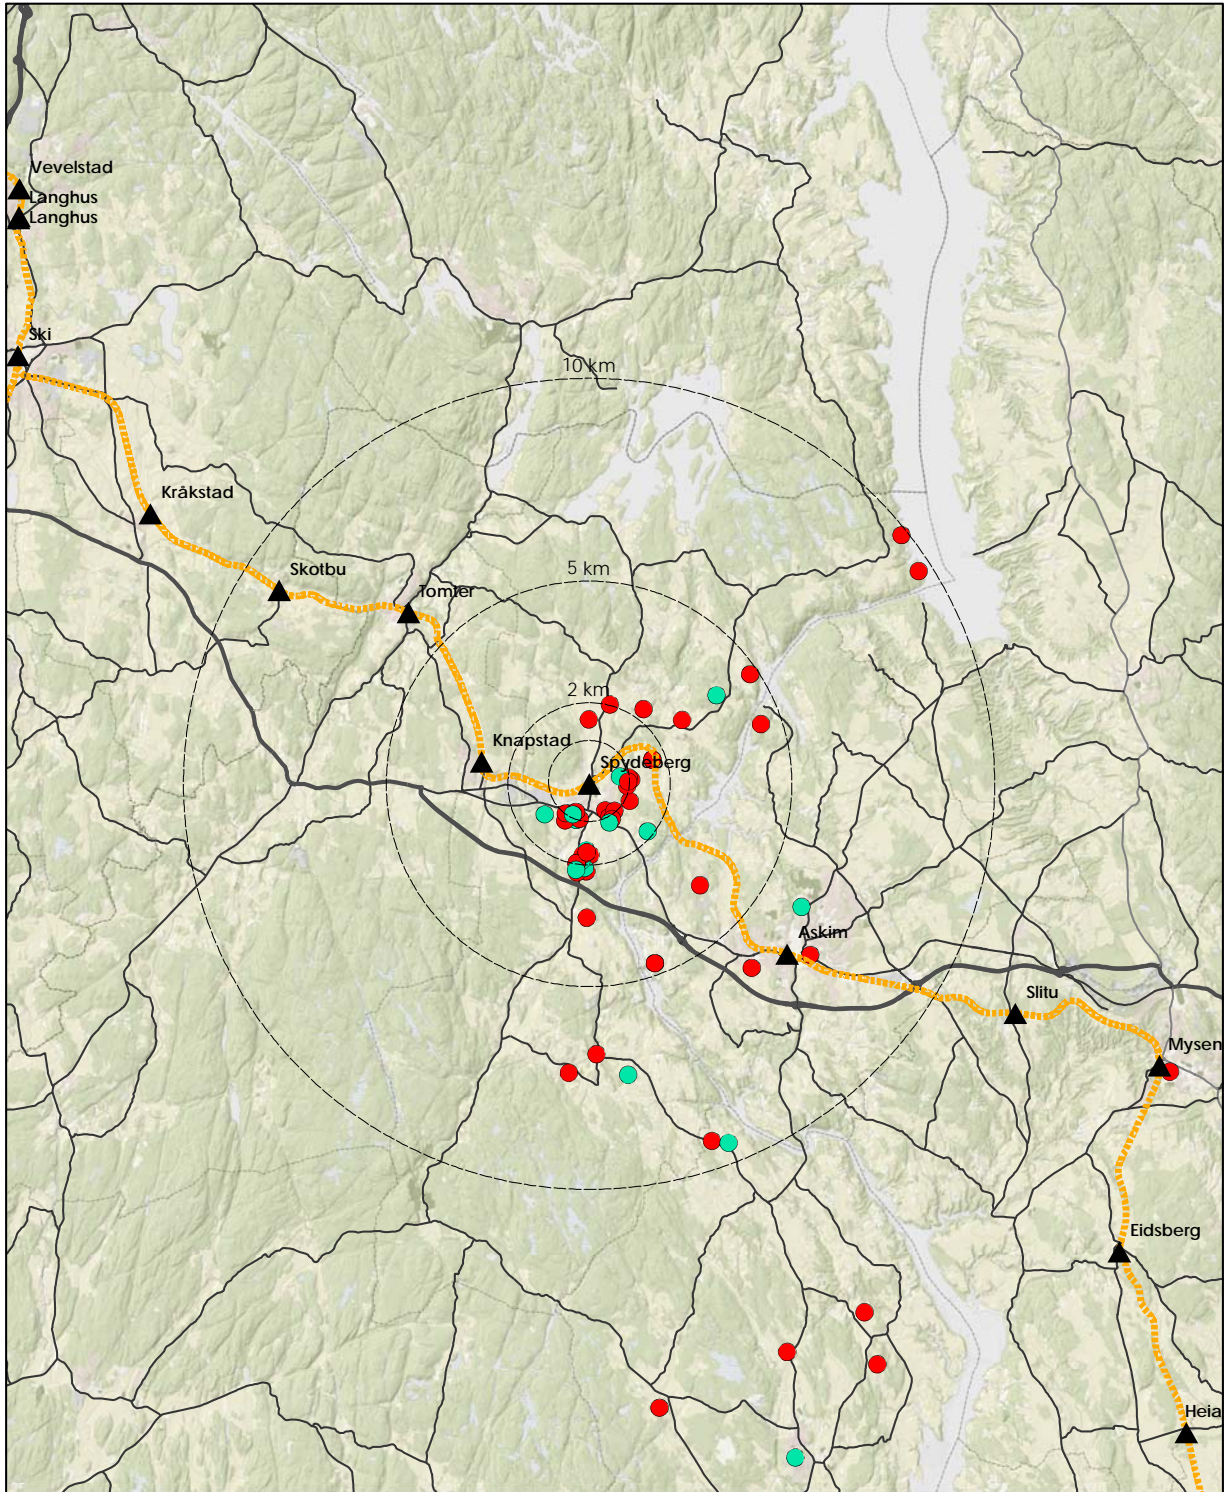 Vevelstad
Langhus
Langhus
Ski
10 km
Kråkstad
Skotbu
5 km
Tomter
2 km
Knapstad
Spydeberg
Askim
Slitu
Mysen
Eidsberg
Heia